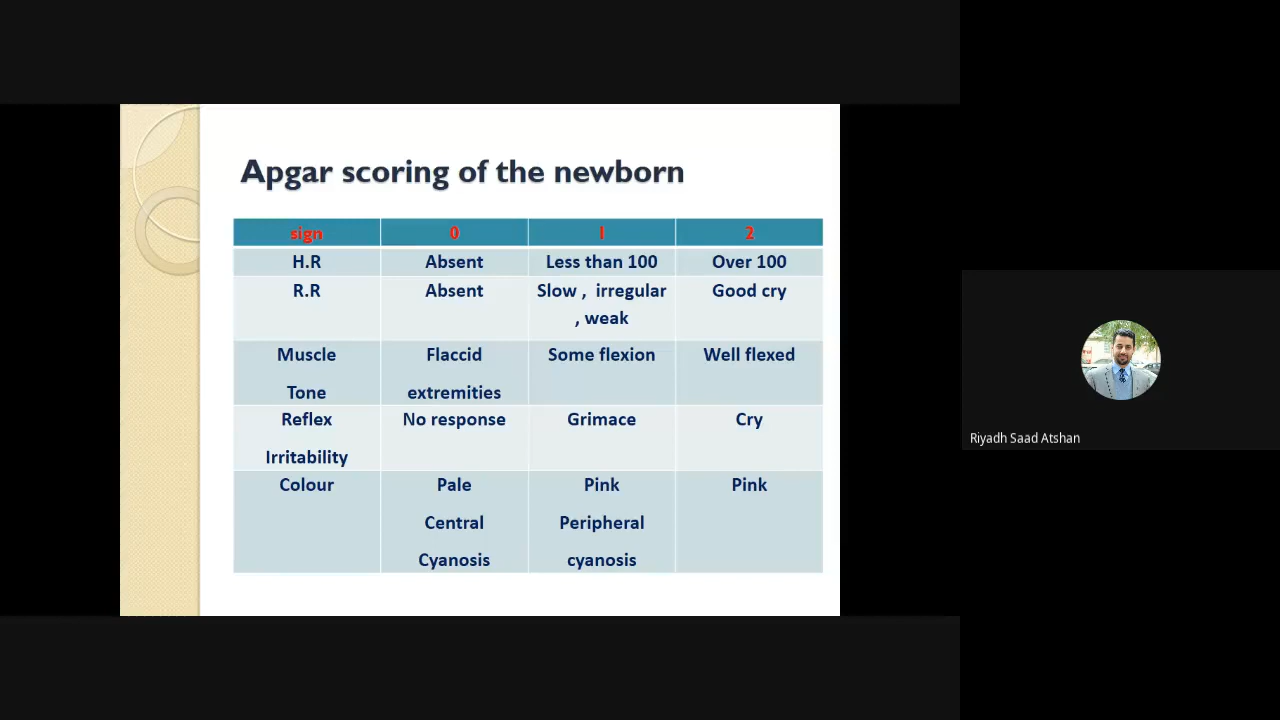 Apgar scoring of the newborn
sign 0 1 2
H.R Absent Less than 100 Over 100
R.R Absent Slow , irregular , weak Good cry
Muscle Tone Flaccid extremities Some flexion Well flexed
Reflex Irritability No response Grimace Cry
Colour Pale Central Cyanosis Pink Peripheral cyanosis Pink
Riyadh Saad Atshan